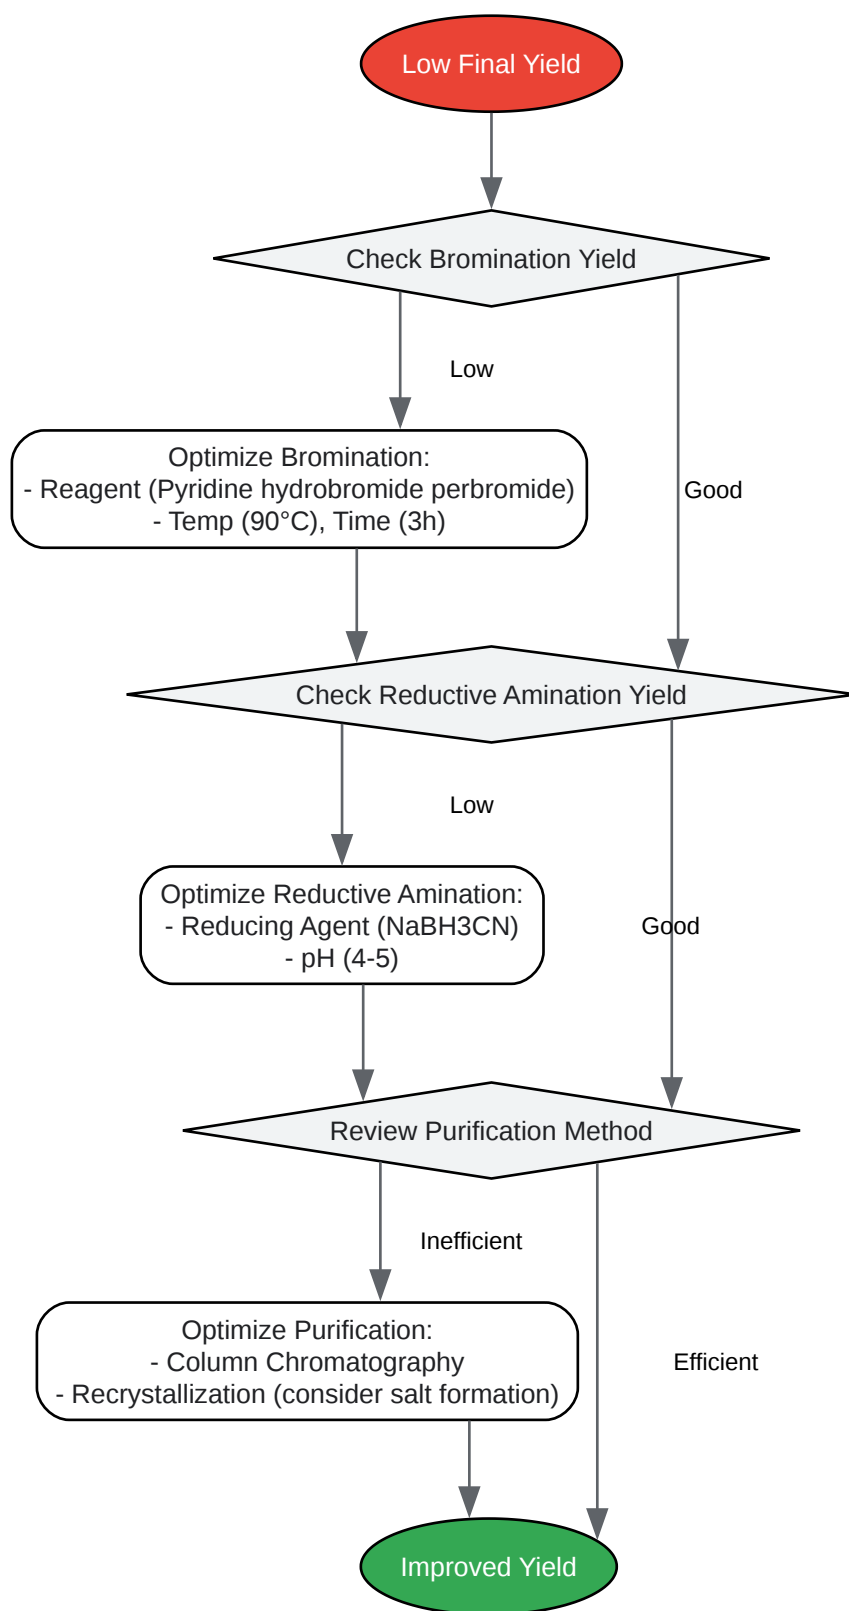 Low Final Yield
Check Bromination Yield
Low
Optimize Bromination:
- Reagent (Pyridine hydrobromide perbromide)
- Temp (90°C), Time (3h)
Good
Check Reductive Amination Yield
Low
Optimize Reductive Amination:
- Reducing Agent (NaBH3CN)
- pH (4-5)
Good
Review Purification Method
Inefficient
Optimize Purification:
- Column Chromatography
- Recrystallization (consider salt formation)
Efficient
Improved Yield